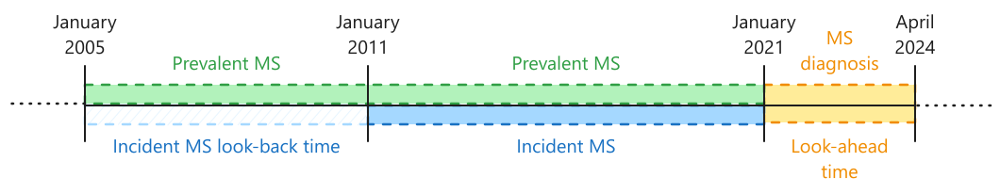 January
2005
January
2011
January
2021
April
2024
Prevalent MS
Prevalent MS
MS
diagnosis
Incident MS look-back time
Incident MS
Look-ahead
time